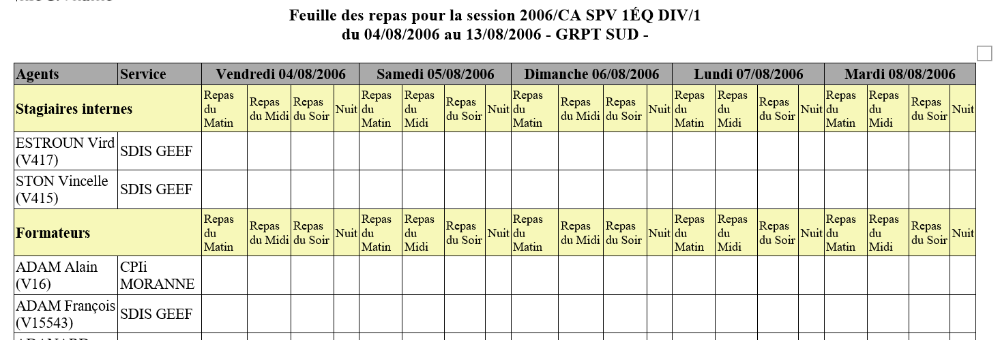 Feuille des repas pour la session 2006/CA SPV 1ÉQ DIV/1
du 04/08/2006 au 13/08/2006 - GRPT SUD -
Agents Service Vendredi 04/08/2006 Samedi 05/08/2006 Dimanche 06/08/2006 Lundi 07/08/2006 Mardi 08/08/2006
Stagiaires internes Repas du Matin Repas du Midi Repas du Soir Nuit Repas du Matin Repas du Midi Repas du Soir Nuit Repas du Matin Repas du Midi Repas du Soir Nuit Repas du Matin Repas du Midi Repas du Soir Nuit Repas du Matin Repas du Midi Repas du Soir Nuit
ESTROUN Vird (V417) SDIS GEEF
STON Vincelle (V415) SDIS GEEF
Formateurs Repas du Matin Repas du Midi Repas du Soir Nuit Repas du Matin Repas du Midi Repas du Soir Nuit Repas du Matin Repas du Midi Repas du Soir Nuit Repas du Matin Repas du Midi Repas du Soir Nuit Repas du Matin Repas du Midi Repas du Soir Nuit
ADAM Alain (V16) CPIi MORANNE
ADAM François (V15543) SDIS GEEF